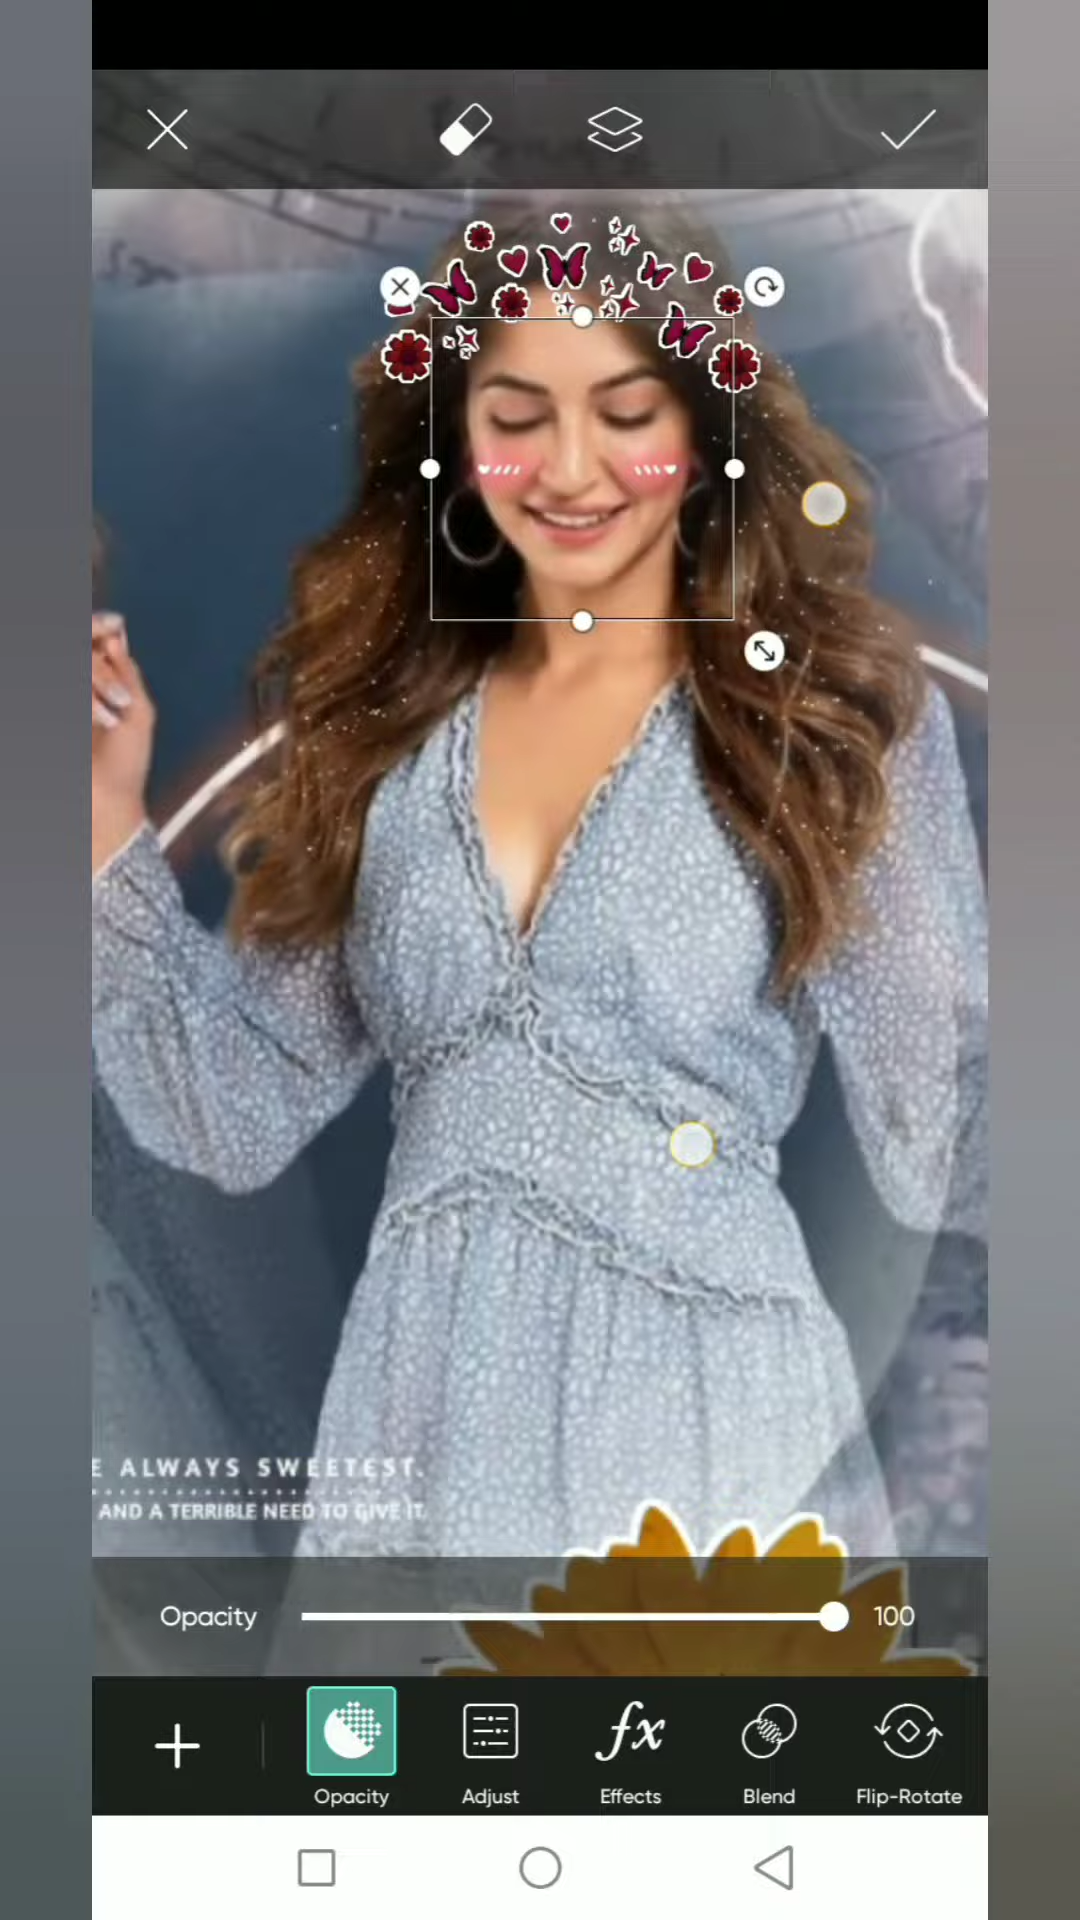 E ALWAYS SWEETEST.
AND A TERRIBLE NEED TO GIVE IT.
Opacity 100
Opacity Adjust Effects Blend Flip-Rotate